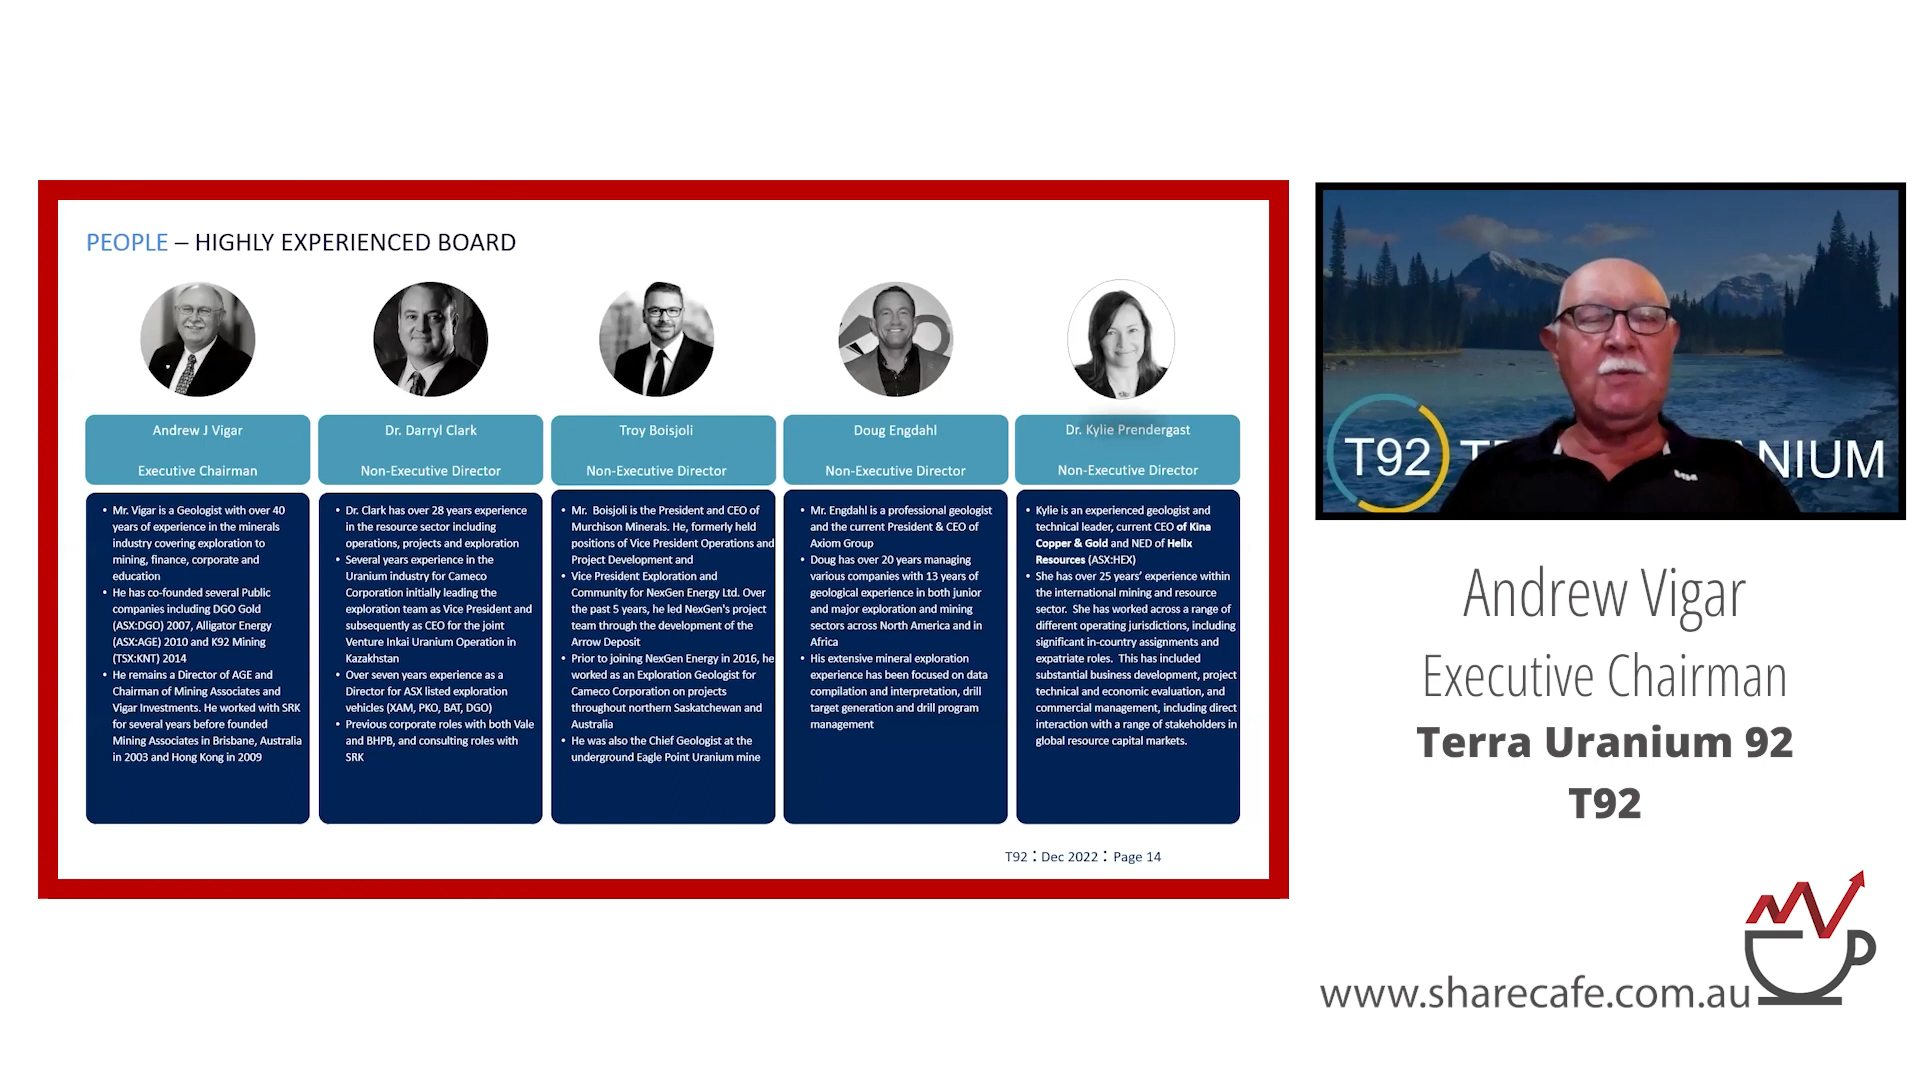 PEOPLE – HIGHLY EXPERIENCED BOARD
Andrew J Vigar
Executive Chairman
• Mr. Vigar is a Geologist with over 40
years of experience in the minerals
industry covering exploration to
mining, finance, corporate and
education
• He has co-founded several Public
companies including DGO Gold
(ASX:DGO) 2007, Alligator Energy
(ASX:AGE) 2010 and K92 Mining
(TSX:KNT) 2014
• He remains a Director of AGE and
Chairman of Mining Associates and
Vigar Investments. He worked with SRK
for several years before founded
Mining Associates in Brisbane, Australia
in 2003 and Hong Kong in 2009
Dr. Darryl Clark
Non-Executive Director
• Dr. Clark has over 28 years experience
in the resource sector including
operations, projects and exploration
• Several years experience in the
Uranium industry for Cameco
Corporation initially leading the
exploration team as Vice President and
subsequently as CEO for the joint
Venture Inkai Uranium Operation in
Kazakhstan
• Over seven years experience as a
Director for ASX listed exploration
vehicles (XAM, PKO, BAT, DGO)
• Previous corporate roles with both Vale
and BHPB, and consulting roles with
SRK
Troy Boisjoli
Non-Executive Director
• Mr. Boisjoli is the President and CEO of
Murchison Minerals. He, formerly held
positions of Vice President Operations and
Project Development and
• Vice President Exploration and
Community for NexGen Energy Ltd. Over
the past 5 years, he led NexGen's project
team through the development of the
Arrow Deposit
• Prior to joining NexGen Energy in 2016, he
worked as an Exploration Geologist for
Cameco Corporation on projects
throughout northern Saskatchewan and
Australia
• He was also the Chief Geologist at the
underground Eagle Point Uranium mine
Doug Engdahl
Non-Executive Director
• Mr. Engdahl is a professional geologist
and the current President & CEO of
Axiom Group
• Doug has over 20 years managing
various companies with 13 years of
geological experience in both junior
and major exploration and mining
sectors across North America and in
Africa
• His extensive mineral exploration
experience has been focused on data
compilation and interpretation, drill
target generation and drill program
management
Dr. Kylie Prendergast
Non-Executive Director
• Kylie is an experienced geologist and
technical leader, current CEO of Kina
Copper & Gold and NED of Helix
Resources (ASX:HEX)
• She has over 25 years’ experience within
the international mining and resource
sector. She has worked across a range of
different operating jurisdictions, including
significant in-country assignments and
expatriate roles. This has included
substantial business development, project
technical and economic evaluation, and
commercial management, including direct
interaction with a range of stakeholders in
global resource capital markets.
T92 : Dec 2022 : Page 14
T92 T NIUM
Andrew Vigar
Executive Chairman
Terra Uranium 92
T92
www.sharecafe.com.au